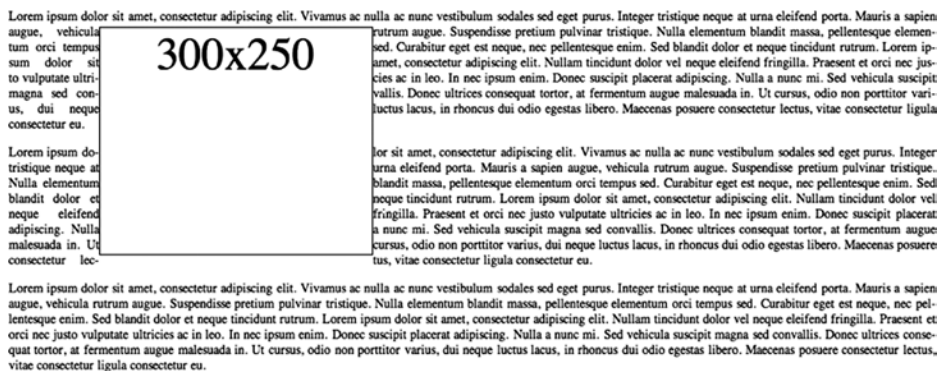 Lorem ipsum dolor sit amet, consectetur adipiscing elit. Vivamus ac nulla ac nunc vestibulum sodales sed eget purus. Integer tristique neque at urna eleifend porta. Mauris a sapien
augue, vehicula rutrum augue. Suspendisse pretium pulvinar tristique. Nulla elementum blandit massa, pellentesque elemen-
300x250
tum orci tempus sed. Curabitur eget est neque, nec pellentesque enim. Sed blandit dolor et neque tincidunt rutrum. Lorem ip-
sum dolor sit amet, consectetur adipiscing elit. Nullam tincidunt dolor vel neque eleifend fringilla. Praesent et orci nec jus-
to vulputate ultri- cies ac in leo. In nec ipsum enim. Donec suscipit placerat adipiscing. Nulla a nunc mi. Sed vehicula suscipit
magna sed con- vallis. Donec ultrices consequat tortor, at fermentum augue malesuada in. Ut cursus, odio non porttitor vari-
us, dui neque luctus lacus, in rhoncus dui odio egestas libero. Maecenas posuere consectetur lectus, vitae consectetur ligula
consectetur eu.
Lorem ipsum do- lor sit amet, consectetur adipiscing elit. Vivamus ac nulla ac nunc vestibulum sodales sed eget purus. Integer
tristique neque at urna eleifend porta. Mauris a sapien augue, vehicula rutrum augue. Suspendisse pretium pulvinar tristique.
Nulla elementum blandit massa, pellentesque elementum orci tempus sed. Curabitur eget est neque, nec pellentesque enim. Sed
blandit dolor et neque tincidunt rutrum. Lorem ipsum dolor sit amet, consectetur adipiscing elit. Nullam tincidunt dolor vel
neque eleifend fringilla. Praesent et orci nec justo vulputate ultricies ac in leo. In nec ipsum enim. Donec suscipit placerat
adipiscing. Nulla a nunc mi. Sed vehicula suscipit magna sed convallis. Donec ultrices consequat tortor, at fermentum augue
malesuada in. Ut cursus, odio non porttitor varius, dui neque luctus lacus, in rhoncus dui odio egestas libero. Maecenas posuere
consectetur lec- tus, vitae consectetur ligula consectetur eu.
Lorem ipsum dolor sit amet, consectetur adipiscing elit. Vivamus ac nulla ac nunc vestibulum sodales sed eget purus. Integer tristique neque at urna eleifend porta. Mauris a sapien
augue, vehicula rutrum augue. Suspendisse pretium pulvinar tristique. Nulla elementum blandit massa, pellentesque elementum orci tempus sed. Curabitur eget est neque, nec pel-
lentesque enim. Sed blandit dolor et neque tincidunt rutrum. Lorem ipsum dolor sit amet, consectetur adipiscing elit. Nullam tincidunt dolor vel neque eleifend fringilla. Praesent et
orci nec justo vulputate ultricies ac in leo. In nec ipsum enim. Donec suscipit placerat adipiscing. Nulla a nunc mi. Sed vehicula suscipit magna sed convallis. Donec ultrices conse-
quat tortor, at fermentum augue malesuada in. Ut cursus, odio non porttitor varius, dui neque luctus lacus, in rhoncus dui odio egestas libero. Maecenas posuere consectetur lectus,
vitae consectetur ligula consectetur eu.